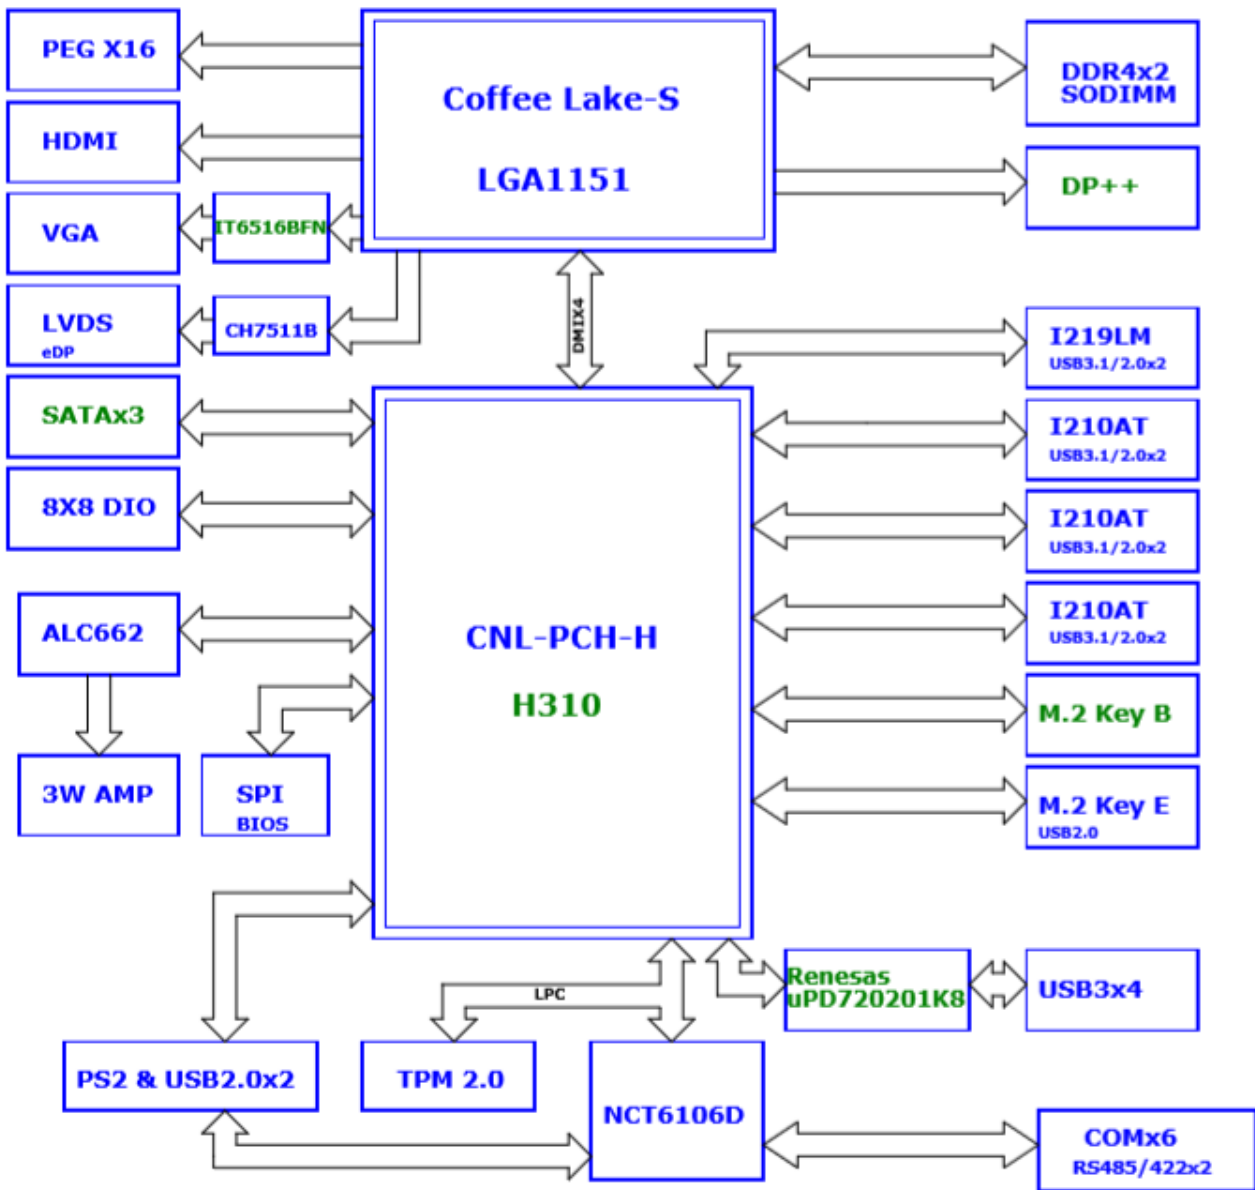 PEG X16
HDMI
VGA
IT6516BFN
LVDS
eDP
CH7511B
SATAx3
8X8 DIO
ALC662
3W AMP
SPI
BIOS
Coffee Lake-S
LGA1151
DMIX4
CNL-PCH-H
H310
DDR4x2
SODIMM
DP++
I219LM
USB3.1/2.0x2
I210AT
USB3.1/2.0x2
I210AT
USB3.1/2.0x2
I210AT
USB3.1/2.0x2
M.2 Key B
M.2 Key E
USB2.0
Renesas
uPD720201K8
USB3x4
LPC
PS2 & USB2.0x2
TPM 2.0
NCT6106D
COMx6
RS485/422x2